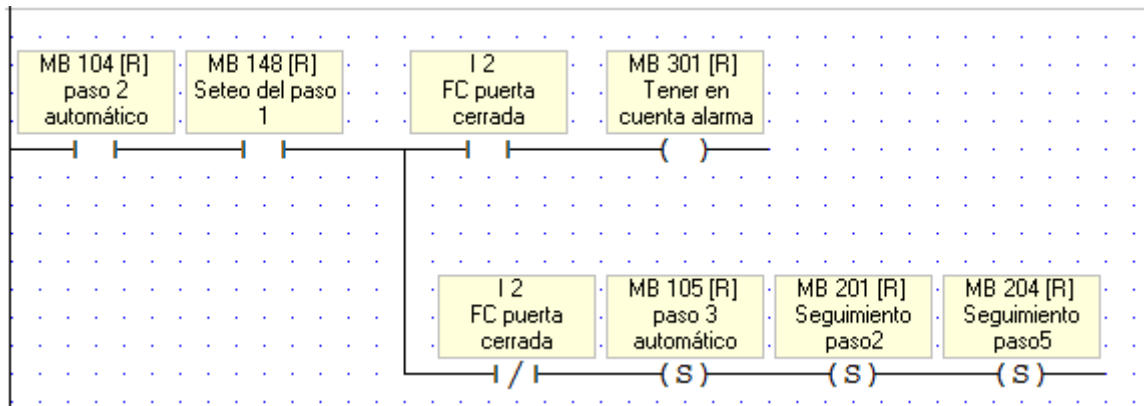 MB 104 [R]
paso 2
automático
MB 148 [R]
Seteo del paso
1
I 2
FC puerta
cerrada
MB 301 [R]
Tener en
cuenta alarma
I 2
FC puerta
cerrada
MB 105 [R]
paso 3
automático
MB 201 [R]
Seguimiento
paso2
MB 204 [R]
Seguimiento
paso5
S
S
S